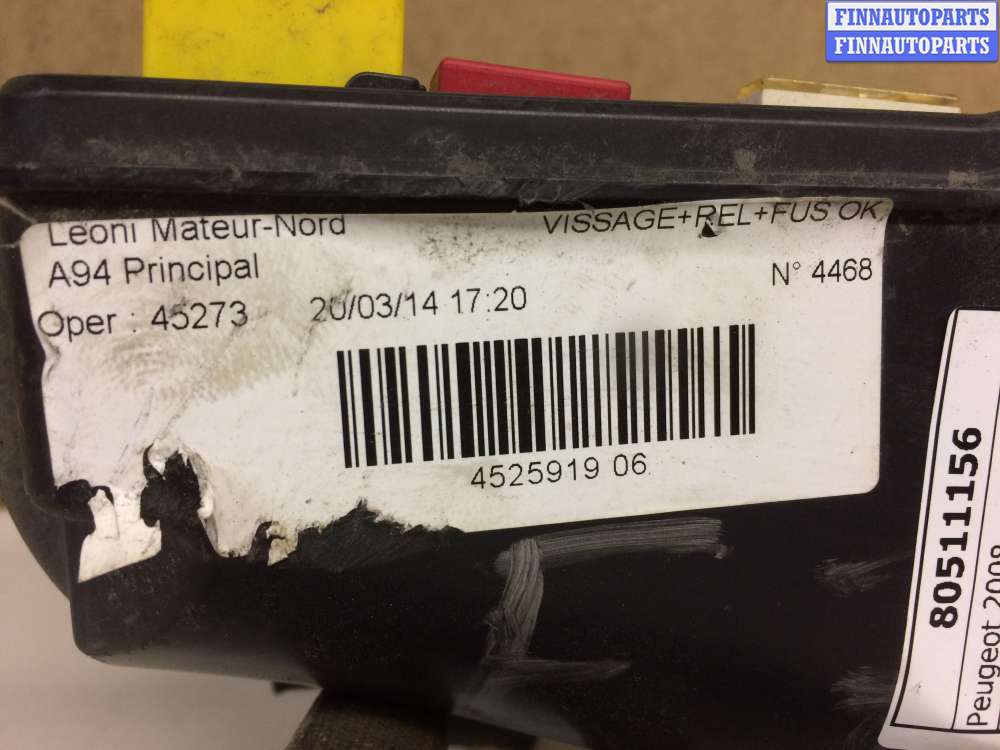 FINNAUTOPARTS
FINNAUTOPARTS
Leoni Mateur-Nord
VISSAGE+REL+FUS OK
A94 Principal
N° 4468
Oper : 45273
20/03/14 17:20
4525919 06
80511156
Peugeot 2008